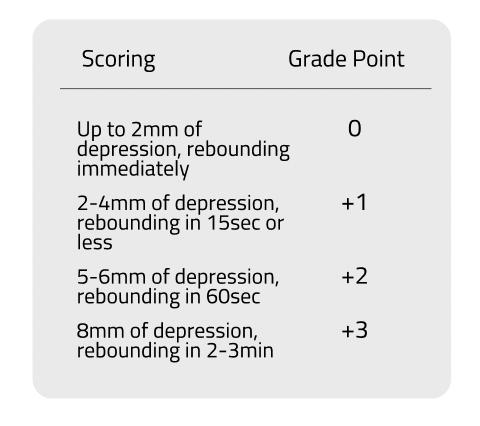 Scoring Grade Point
Up to 2mm of 0
depression, rebounding
immediately
2-4mm of depression, +1
rebounding in 15sec or
less
5-6mm of depression, +2
rebounding in 60sec
8mm of depression, +3
rebounding in 2-3min